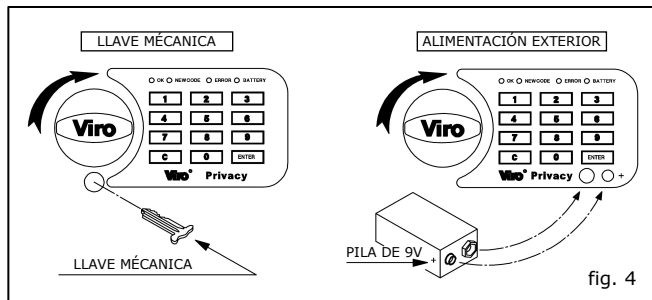 LLAVE MÉCANICA
OK NEWCODE ERROR BATTERY
Viro
1 2 3
4 5 6
7 8 9
C 0 ENTER
Viro® Privacy
LLAVE MÉCANICA
ALIMENTACIÓN EXTERIOR
OK NEWCODE ERROR BATTERY
Viro
1 2 3
4 5 6
7 8 9
C 0 ENTER
Viro® Privacy +
PILA DE 9V +
fig. 4